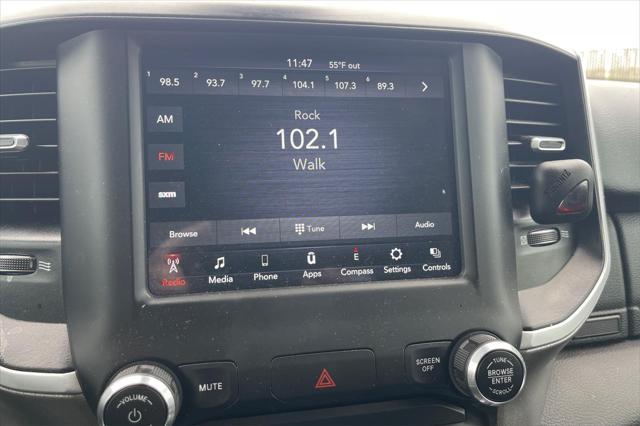 11:47 55°F out
1 98.5 2 93.7 3 97.7 4 104.1 5 107.3 6 89.3
AM
FM
sxm
Rock
102.1
Walk
Browse Tune Audio
Radio Media Phone Apps E Compass Settings Controls
MUTE
SCREEN
OFF
VOLUME
TUNE
BROWSE
ENTER
SCROLL